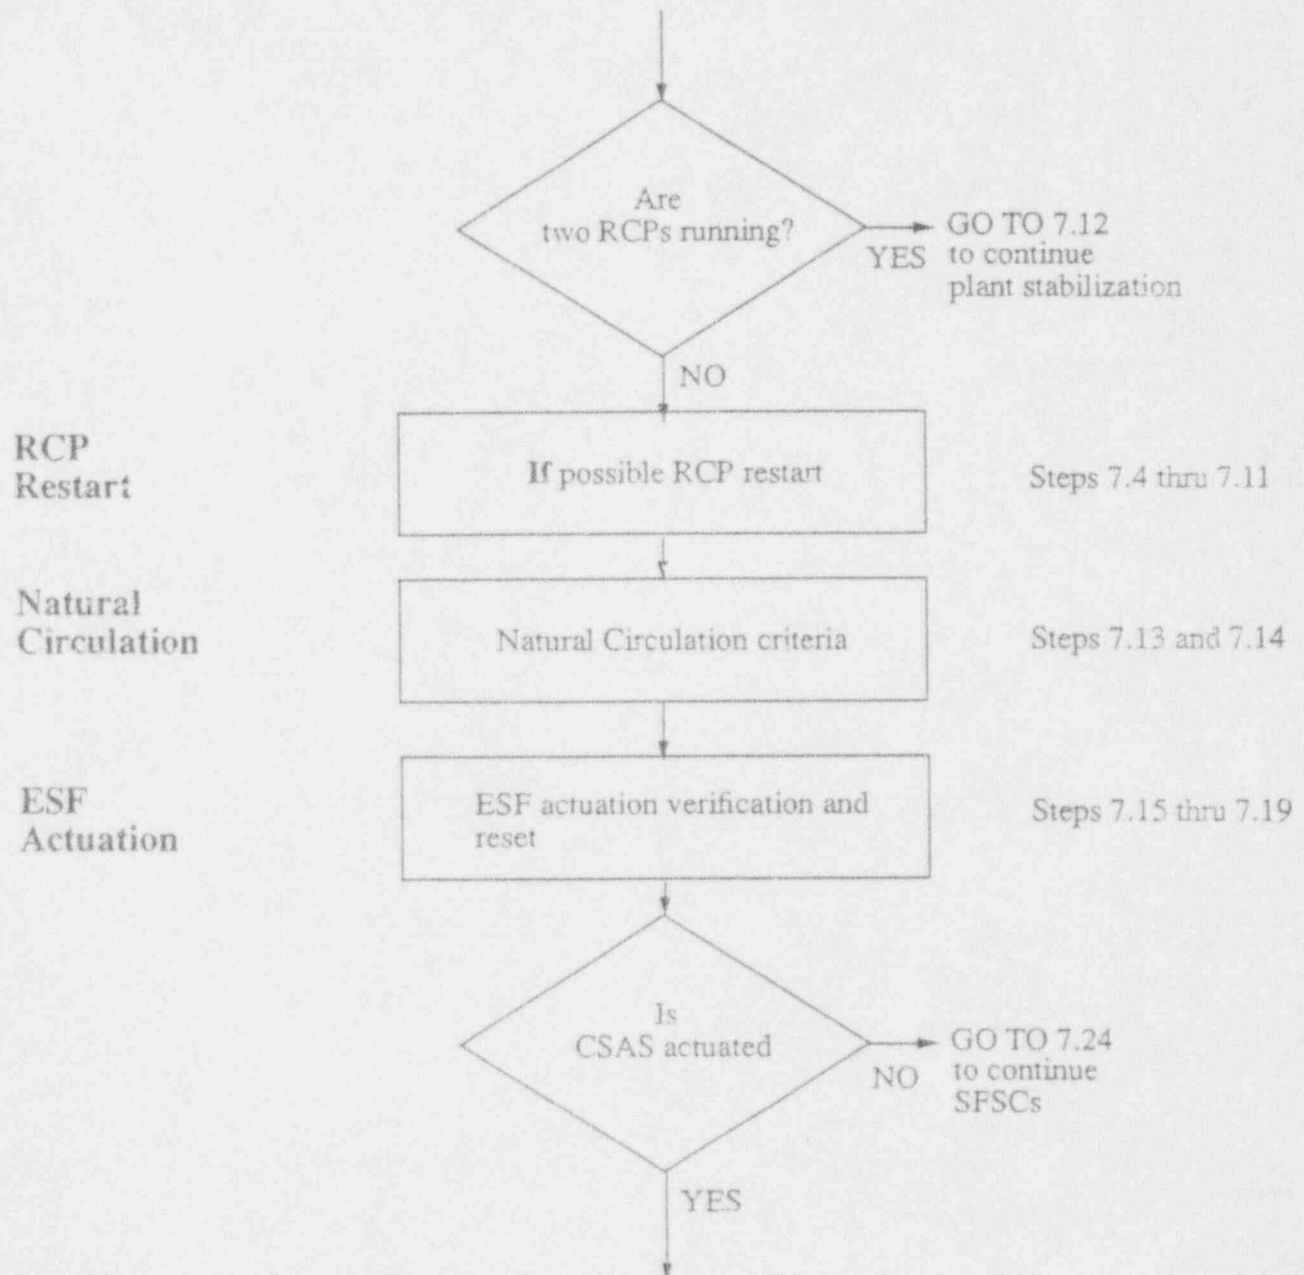 Are
two RCPs running?
YES
GO TO 7.12
to continue
plant stabilization
NO
RCP
Restart
If possible RCP restart
Steps 7.4 thru 7.11
Natural
Circulation
Natural Circulation criteria
Steps 7.13 and 7.14
ESF
Actuation
ESF actuation verification and
reset
Steps 7.15 thru 7.19
Is
CSAS actuated
NO
GO TO 7.24
to continue
SFSCs
YES